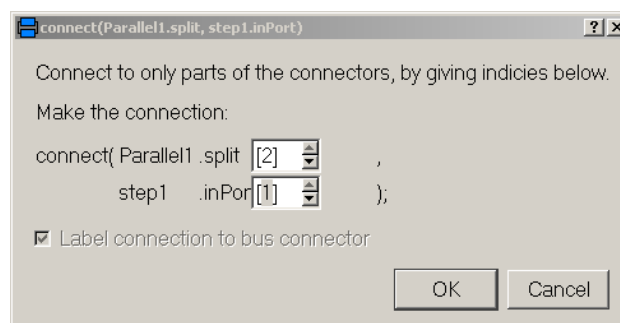 connect(Parallel1.split, step1.inPort)
Connect to only parts of the connectors, by giving indicies below.
Make the connection:
connect( Parallel1 .split [2] ,
step1 .inPor [1] );
Label connection to bus connector
OK Cancel